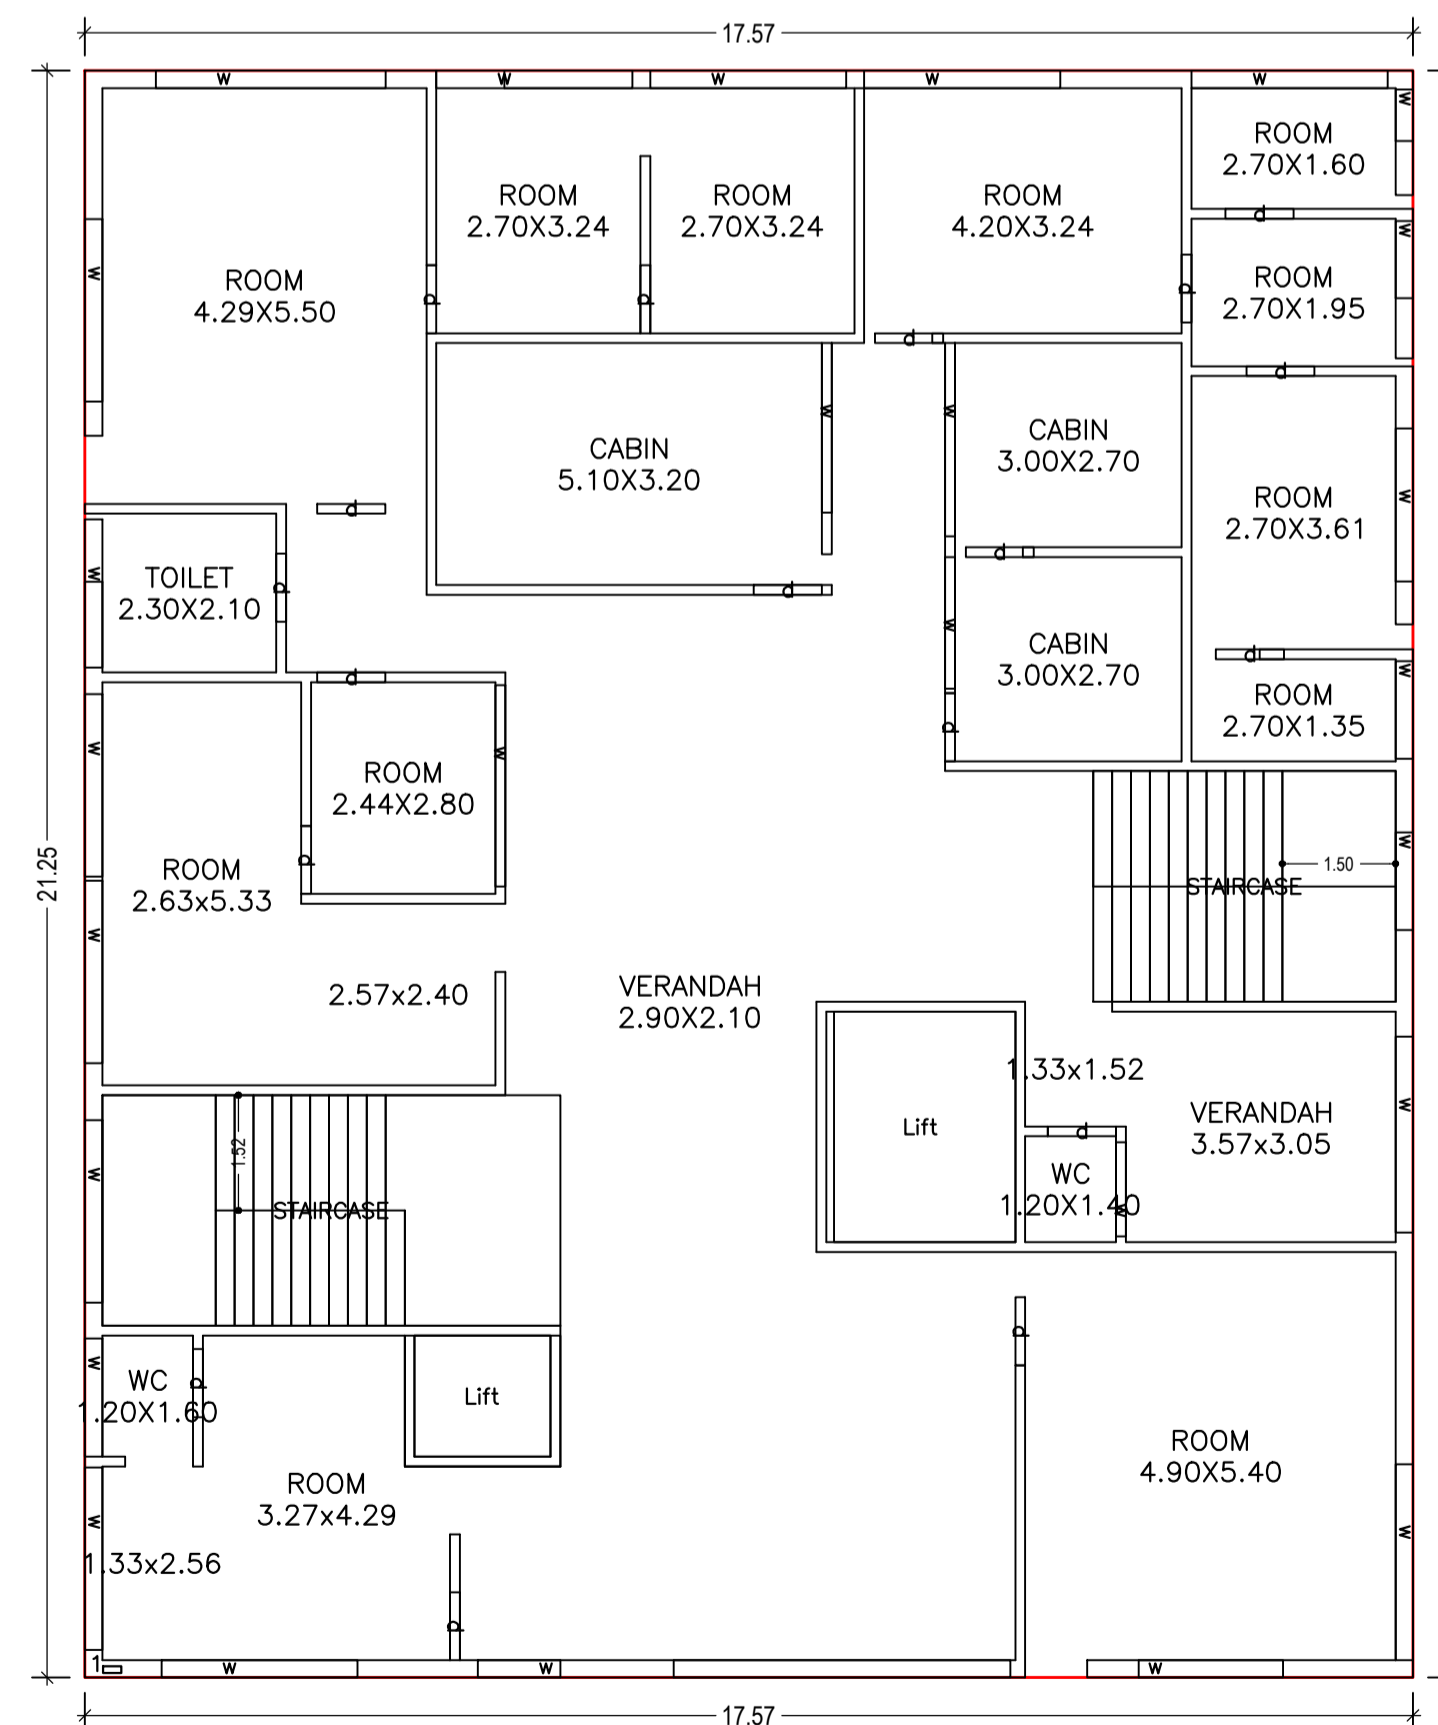 17.57
W
W
W
W
W
W
ROOM
2.70X1.60
ROOM
2.70X3.24
ROOM
2.70X3.24
ROOM
4.20X3.24
d
W
W
ROOM
4.29X5.50
ROOM
2.70X1.95
d
d
d
d
d
W
W
CABIN
5.10X3.20
CABIN
3.00X2.70
ROOM
2.70X3.61
W
d
d
W
TOILET
2.30X2.10
d
d
W
CABIN
3.00X2.70
d
W
ROOM
2.70X1.35
d
d
W
W
ROOM
2.44X2.80
W
21.25
ROOM
2.63x5.33
d
1.50
STAIRCASE
W
W
2.57x2.40
VERANDAH
2.90X2.10
1.33x1.52
Lift
VERANDAH
3.57x3.05
W
d
WC
1.20X1.40
W
W
1.52
STAIRCASE
d
W
WC
1.20X1.60
d
Lift
ROOM
3.27x4.29
ROOM
4.90X5.40
W
W
1.33x2.56
d
1
W
W
W
17.57